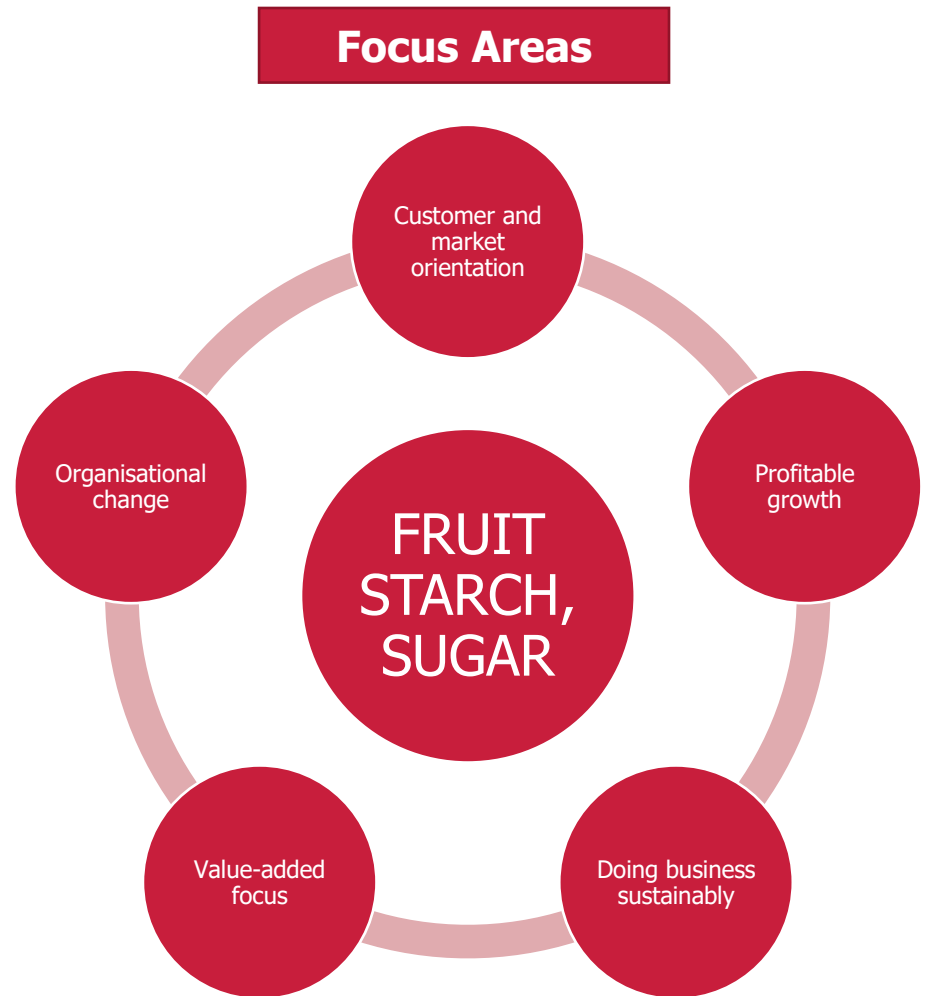 Focus Areas
Customer and
market
orientation
Profitable
growth
Doing business
sustainably
Value-added
focus
Organisational
change
FRUIT
STARCH,
SUGAR